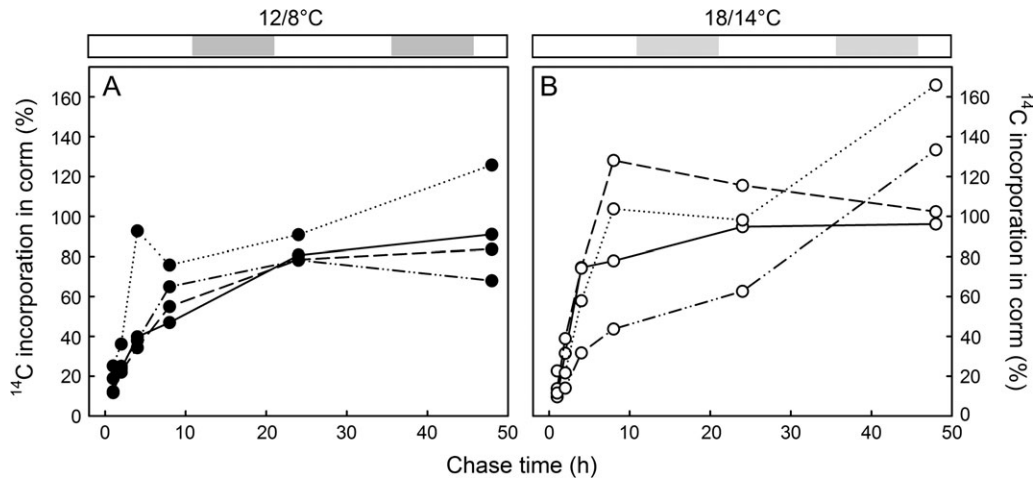 12/8°C 18/14°C
A B
160 160
140 140
120 120
100 100
80 80
60 60
40 40
20 20
0 0
¹⁴C incorporation in corm (%)
¹⁴C incorporation in corm (%)
0 10 20 30 40 50 0 10 20 30 40 50
Chase time (h)